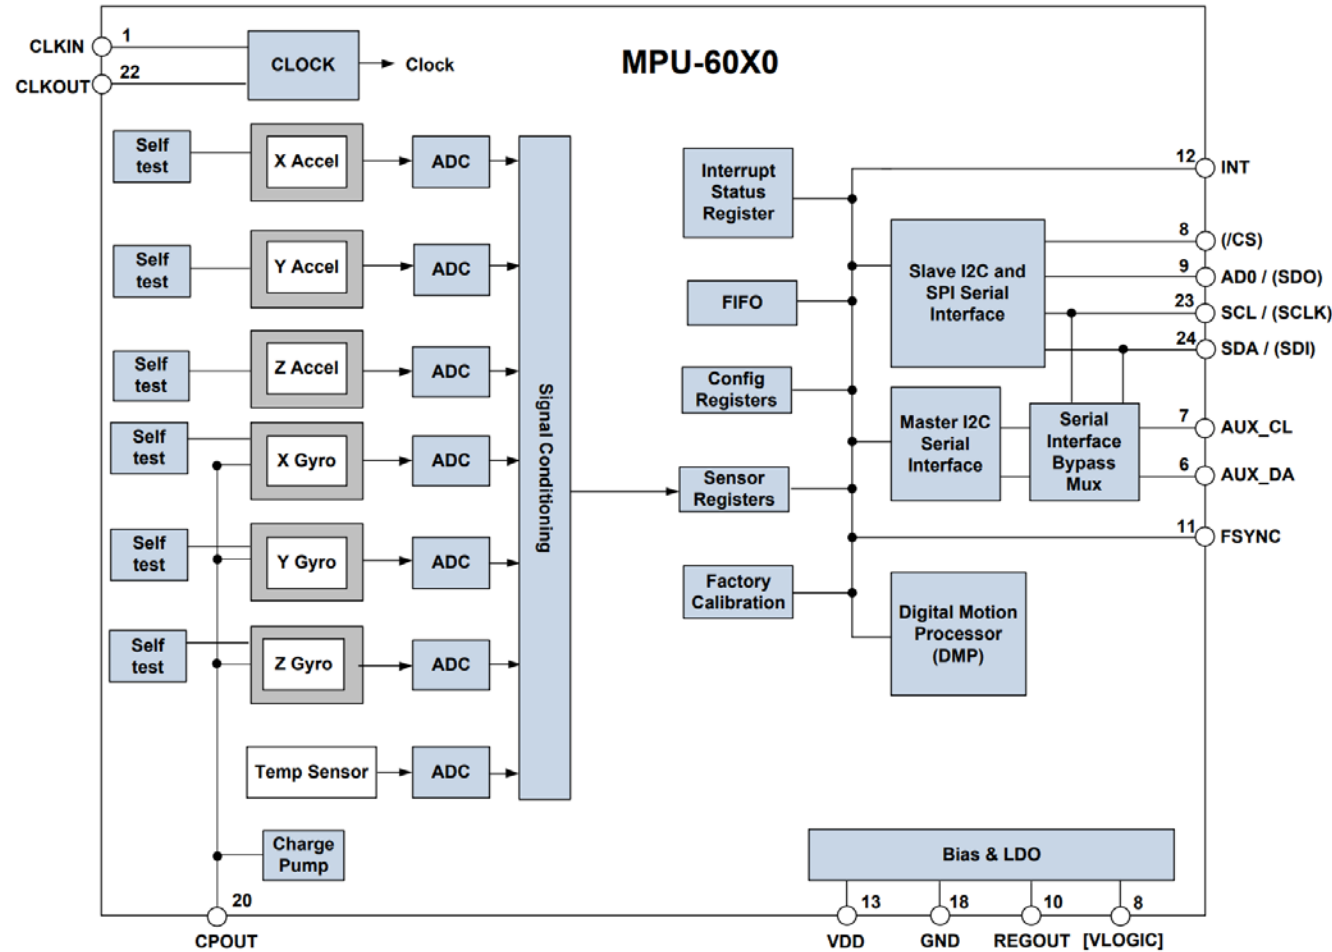 MPU-60X0
CLKIN
1
CLKOUT
22
CLOCK
Clock
Self
test
X Accel
ADC
Self
test
Y Accel
ADC
Self
test
Z Accel
ADC
Self
test
X Gyro
ADC
Self
test
Y Gyro
ADC
Self
test
Z Gyro
ADC
Temp Sensor
ADC
Charge
Pump
20
CPOUT
Signal Conditioning
Interrupt
Status
Register
FIFO
Config
Registers
Sensor
Registers
Factory
Calibration
Slave I2C and
SPI Serial
Interface
Master I2C
Serial
Interface
Serial
Interface
Bypass
Mux
Digital Motion
Processor
(DMP)
12
INT
8
(/CS)
9
AD0 / (SDO)
23
SCL / (SCLK)
24
SDA / (SDI)
7
AUX_CL
6
AUX_DA
11
FSYNC
Bias & LDO
13
18
10
8
VDD
GND
REGOUT
[VLOGIC]